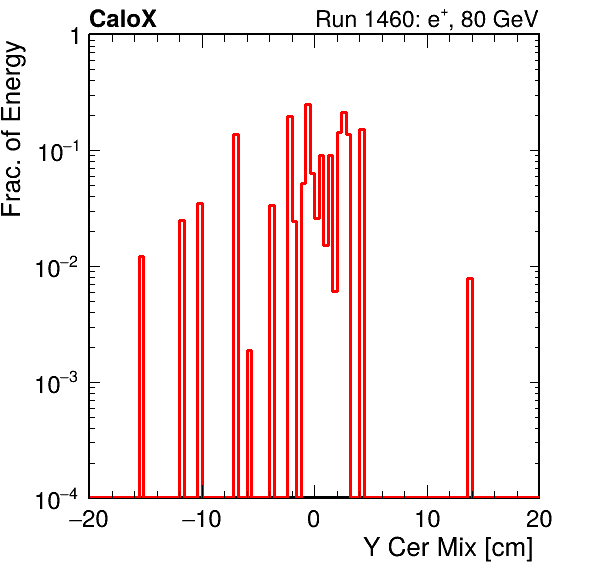 CaloX
Run 1460: e⁺, 80 GeV
Frac. of Energy
1
10⁻¹
10⁻²
10⁻³
10⁻⁴
−20 −10 0 10 20
Y Cer Mix [cm]